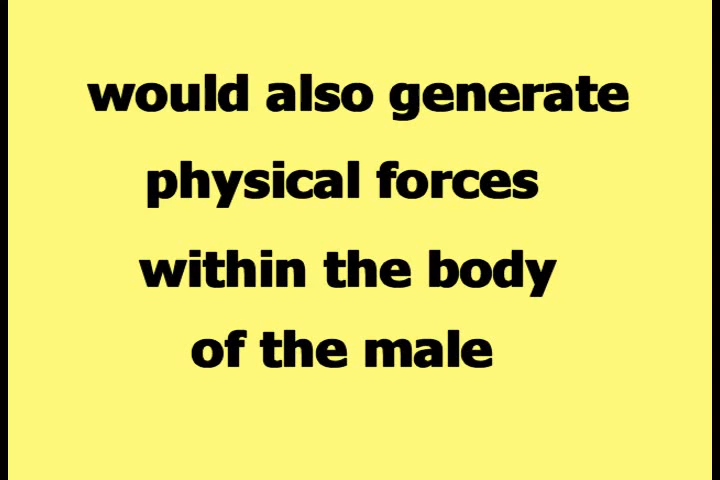 would also generate
physical forces
within the body
of the male